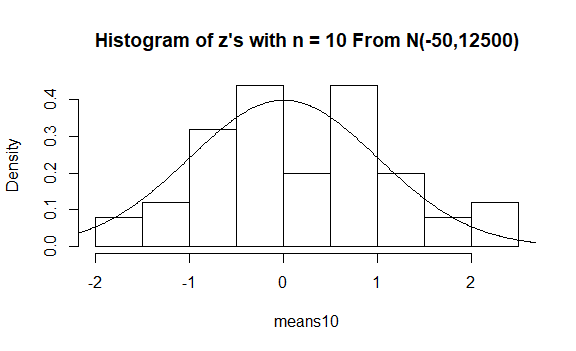 Histogram of z's with n = 10 From N(-50,12500)
Density
0.4
0.3
0.2
0.1
0.0
-2 -1 0 1 2
means10